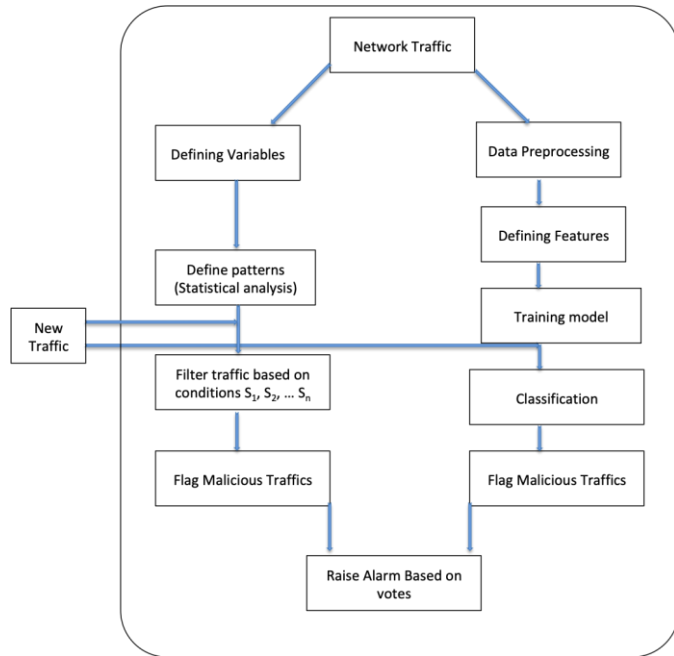 Network Traffic
Defining Variables
Data Preprocessing
Defining Features
Define patterns
(Statistical analysis)
Training model
New
Traffic
Filter traffic based on
conditions S₁, S₂, ... Sₙ
Classification
Flag Malicious Traffics
Flag Malicious Traffics
Raise Alarm Based on
votes